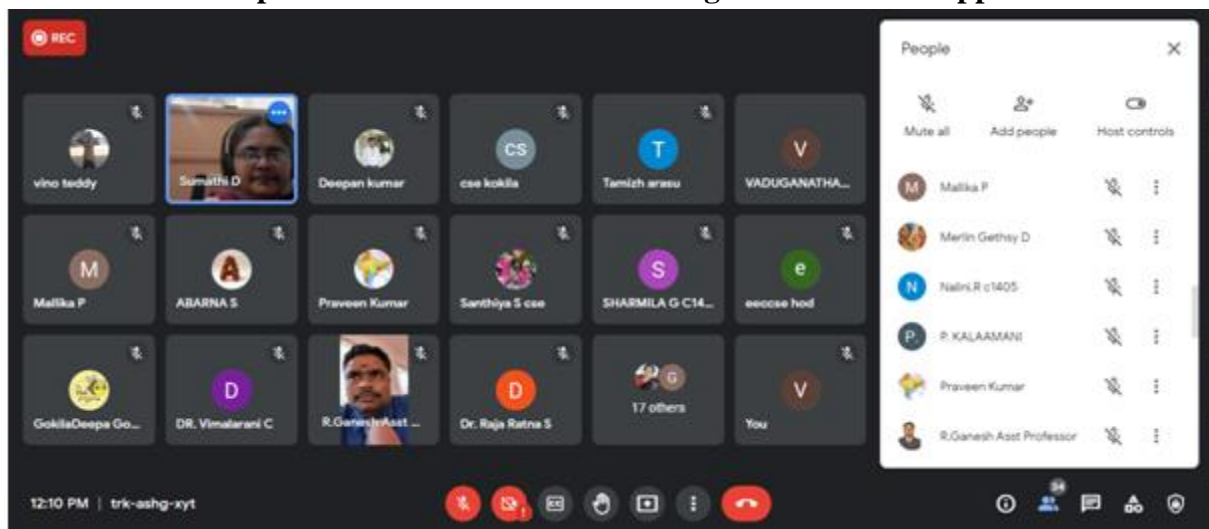 REC
vino teddy
Sumathi D
Deepan kumar
CS
cse kokila
T
Tamizh arasu
V
VADUGANATHA...
M
Mallika P
A
ABARNA S
Praveen Kumar
Santhiya S cse
S
SHARMILA G C14...
e
eeccse hod
GokilaDeepa Go...
D
DR. Vimalarani C
R.Ganesh Asst ...
D
Dr. Raja Ratna S
G
17 others
V
You
People
Mute all
Add people
Host controls
M Mallika P
Merlin Gethsy D
N Nalini.R c1405
P. P. KALAAMANI
Praveen Kumar
R.Ganesh Asst Professor
12:10 PM | trk-ashg-xyt
CC
34